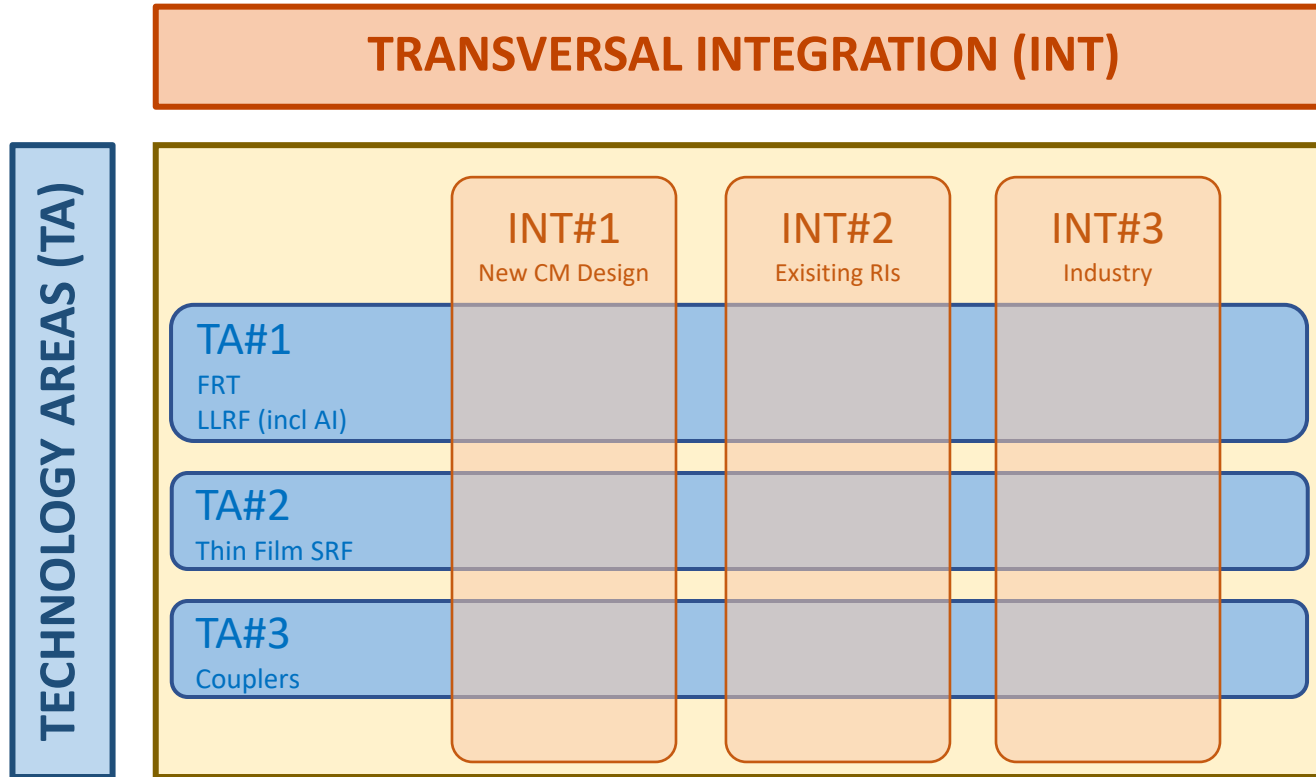 TRANSVERSAL INTEGRATION (INT)
TECHNOLOGY AREAS (TA)
INT#1
New CM Design
INT#2
Exisiting RIs
INT#3
Industry
TA#1
FRT
LLRF (incl AI)
TA#2
Thin Film SRF
TA#3
Couplers